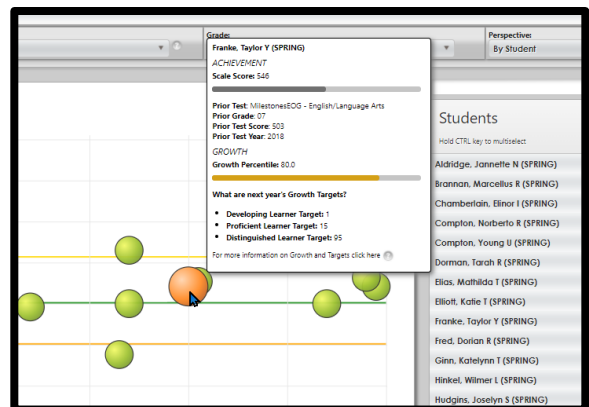 Grade:
Perspective:
By Student
Franke, Taylor Y (SPRING)
ACHIEVEMENT
Scale Score: 546
Prior Test: MilestonesEOG - English/Language Arts
Prior Grade: 07
Prior Test Score: 503
Prior Test Year: 2018
GROWTH
Growth Percentile: 80.0
What are next year's Growth Targets?
• Developing Learner Target: 1
• Proficient Learner Target: 15
• Distinguished Learner Target: 95
For more information on Growth and Targets click here
Students
Hold CTRL key to multiselect
Aldridge, Jannette N (SPRING)
Brannan, Marcellus R (SPRING)
Chamberlain, Elinor I (SPRING)
Compton, Norberto R (SPRING)
Compton, Young U (SPRING)
Dorman, Tarah R (SPRING)
Elias, Mathilda T (SPRING)
Elliott, Katie T (SPRING)
Franke, Taylor Y (SPRING)
Fred, Dorian R (SPRING)
Ginn, Katelynn T (SPRING)
Hinkel, Wilmer L (SPRING)
Hudgins, Joselyn S (SPRING)